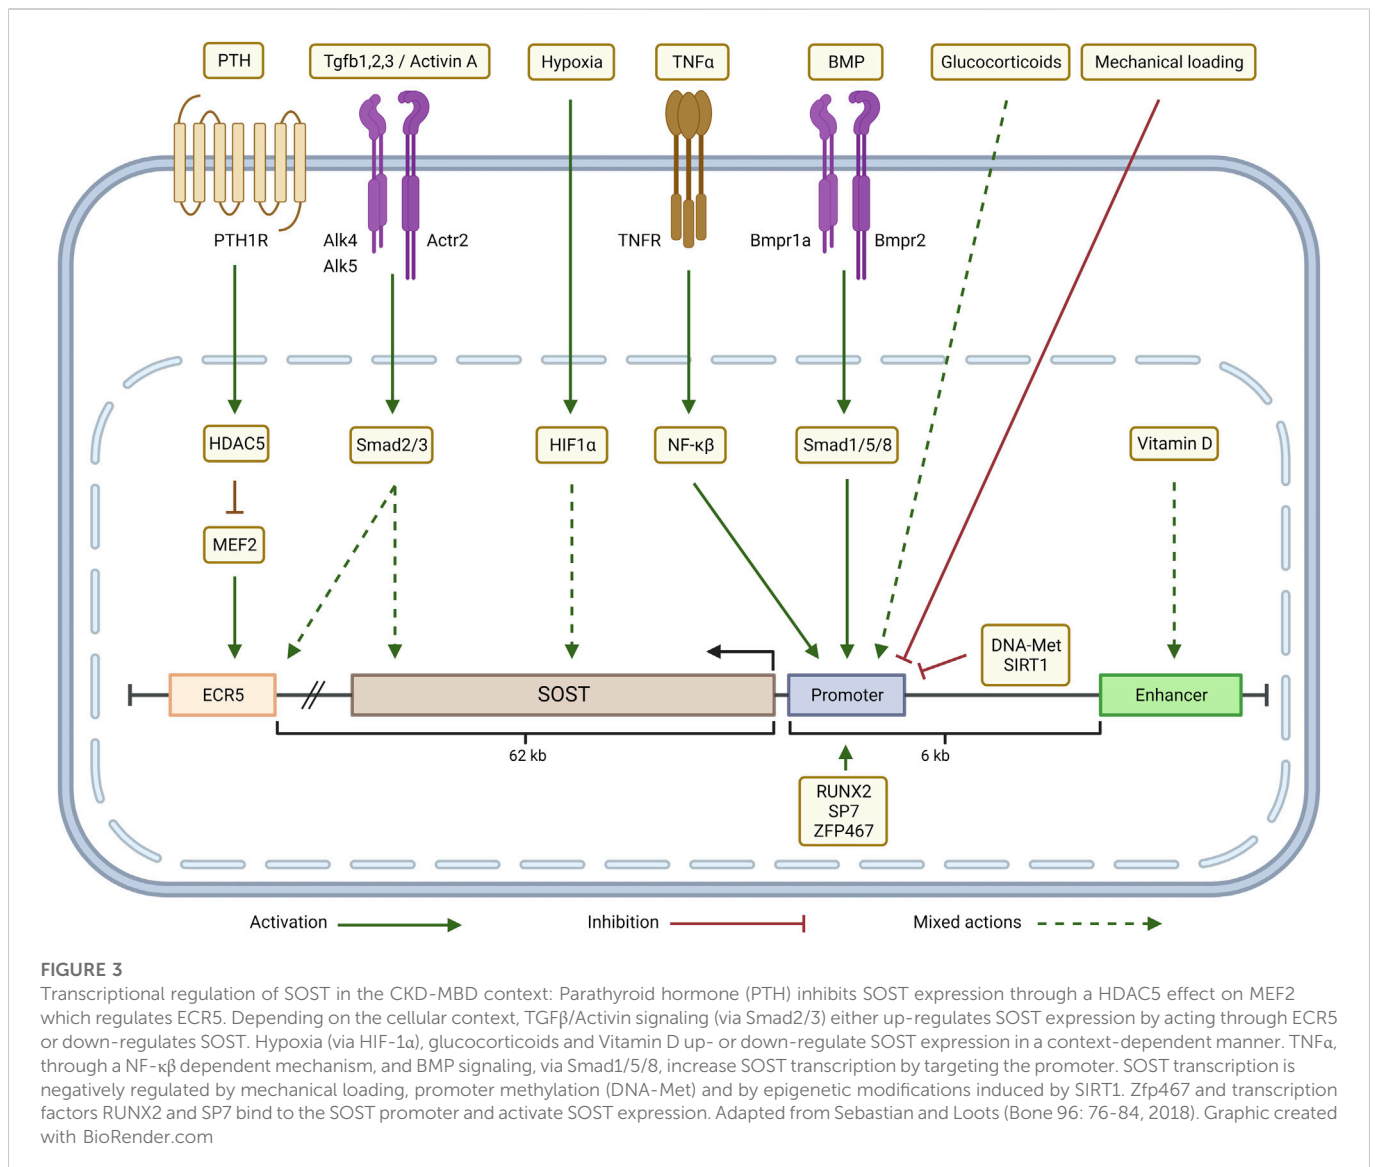 PTH
Tgfb1,2,3 / Activin A
Hypoxia
TNFα
BMP
Glucocorticoids
Mechanical loading
PTH1R
Alk4
Alk5
Actr2
TNFR
Bmpr1a
Bmpr2
HDAC5
Smad2/3
HIF1α
NF-κβ
Smad1/5/8
Vitamin D
MEF2
DNA-Met
SIRT1
ECR5
SOST
Promoter
Enhancer
62 kb
6 kb
RUNX2
SP7
ZFP467
Activation
Inhibition
Mixed actions
FIGURE 3
Transcriptional regulation of SOST in the CKD-MBD context: Parathyroid hormone (PTH) inhibits SOST expression through a HDAC5 effect on MEF2
which regulates ECR5. Depending on the cellular context, TGFβ/Activin signaling (via Smad2/3) either up-regulates SOST expression by acting through ECR5
or down-regulates SOST. Hypoxia (via HIF-1α), glucocorticoids and Vitamin D up- or down-regulate SOST expression in a context-dependent manner. TNFα,
through a NF-κβ dependent mechanism, and BMP signaling, via Smad1/5/8, increase SOST transcription by targeting the promoter. SOST transcription is
negatively regulated by mechanical loading, promoter methylation (DNA-Met) and by epigenetic modifications induced by SIRT1. Zfp467 and transcription
factors RUNX2 and SP7 bind to the SOST promoter and activate SOST expression. Adapted from Sebastian and Loots (Bone 96: 76-84, 2018). Graphic created
with BioRender.com